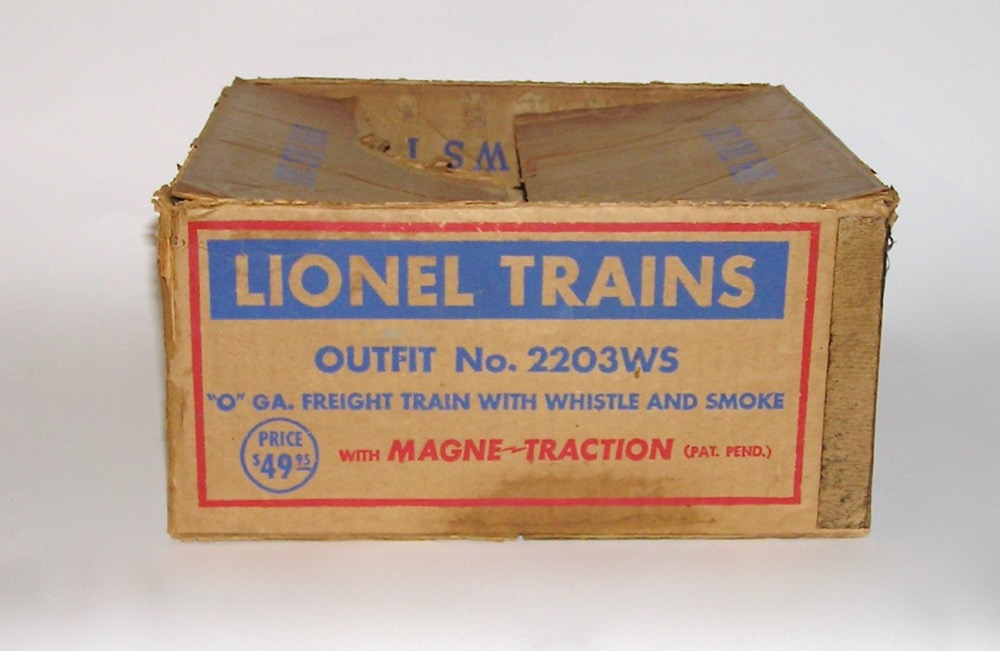 LIONEL TRAINS
OUTFIT No. 2203WS
"O" GA. FREIGHT TRAIN WITH WHISTLE AND SMOKE
PRICE
$49.95
WITH MAGNE-TRACTION (PAT. PEND.)